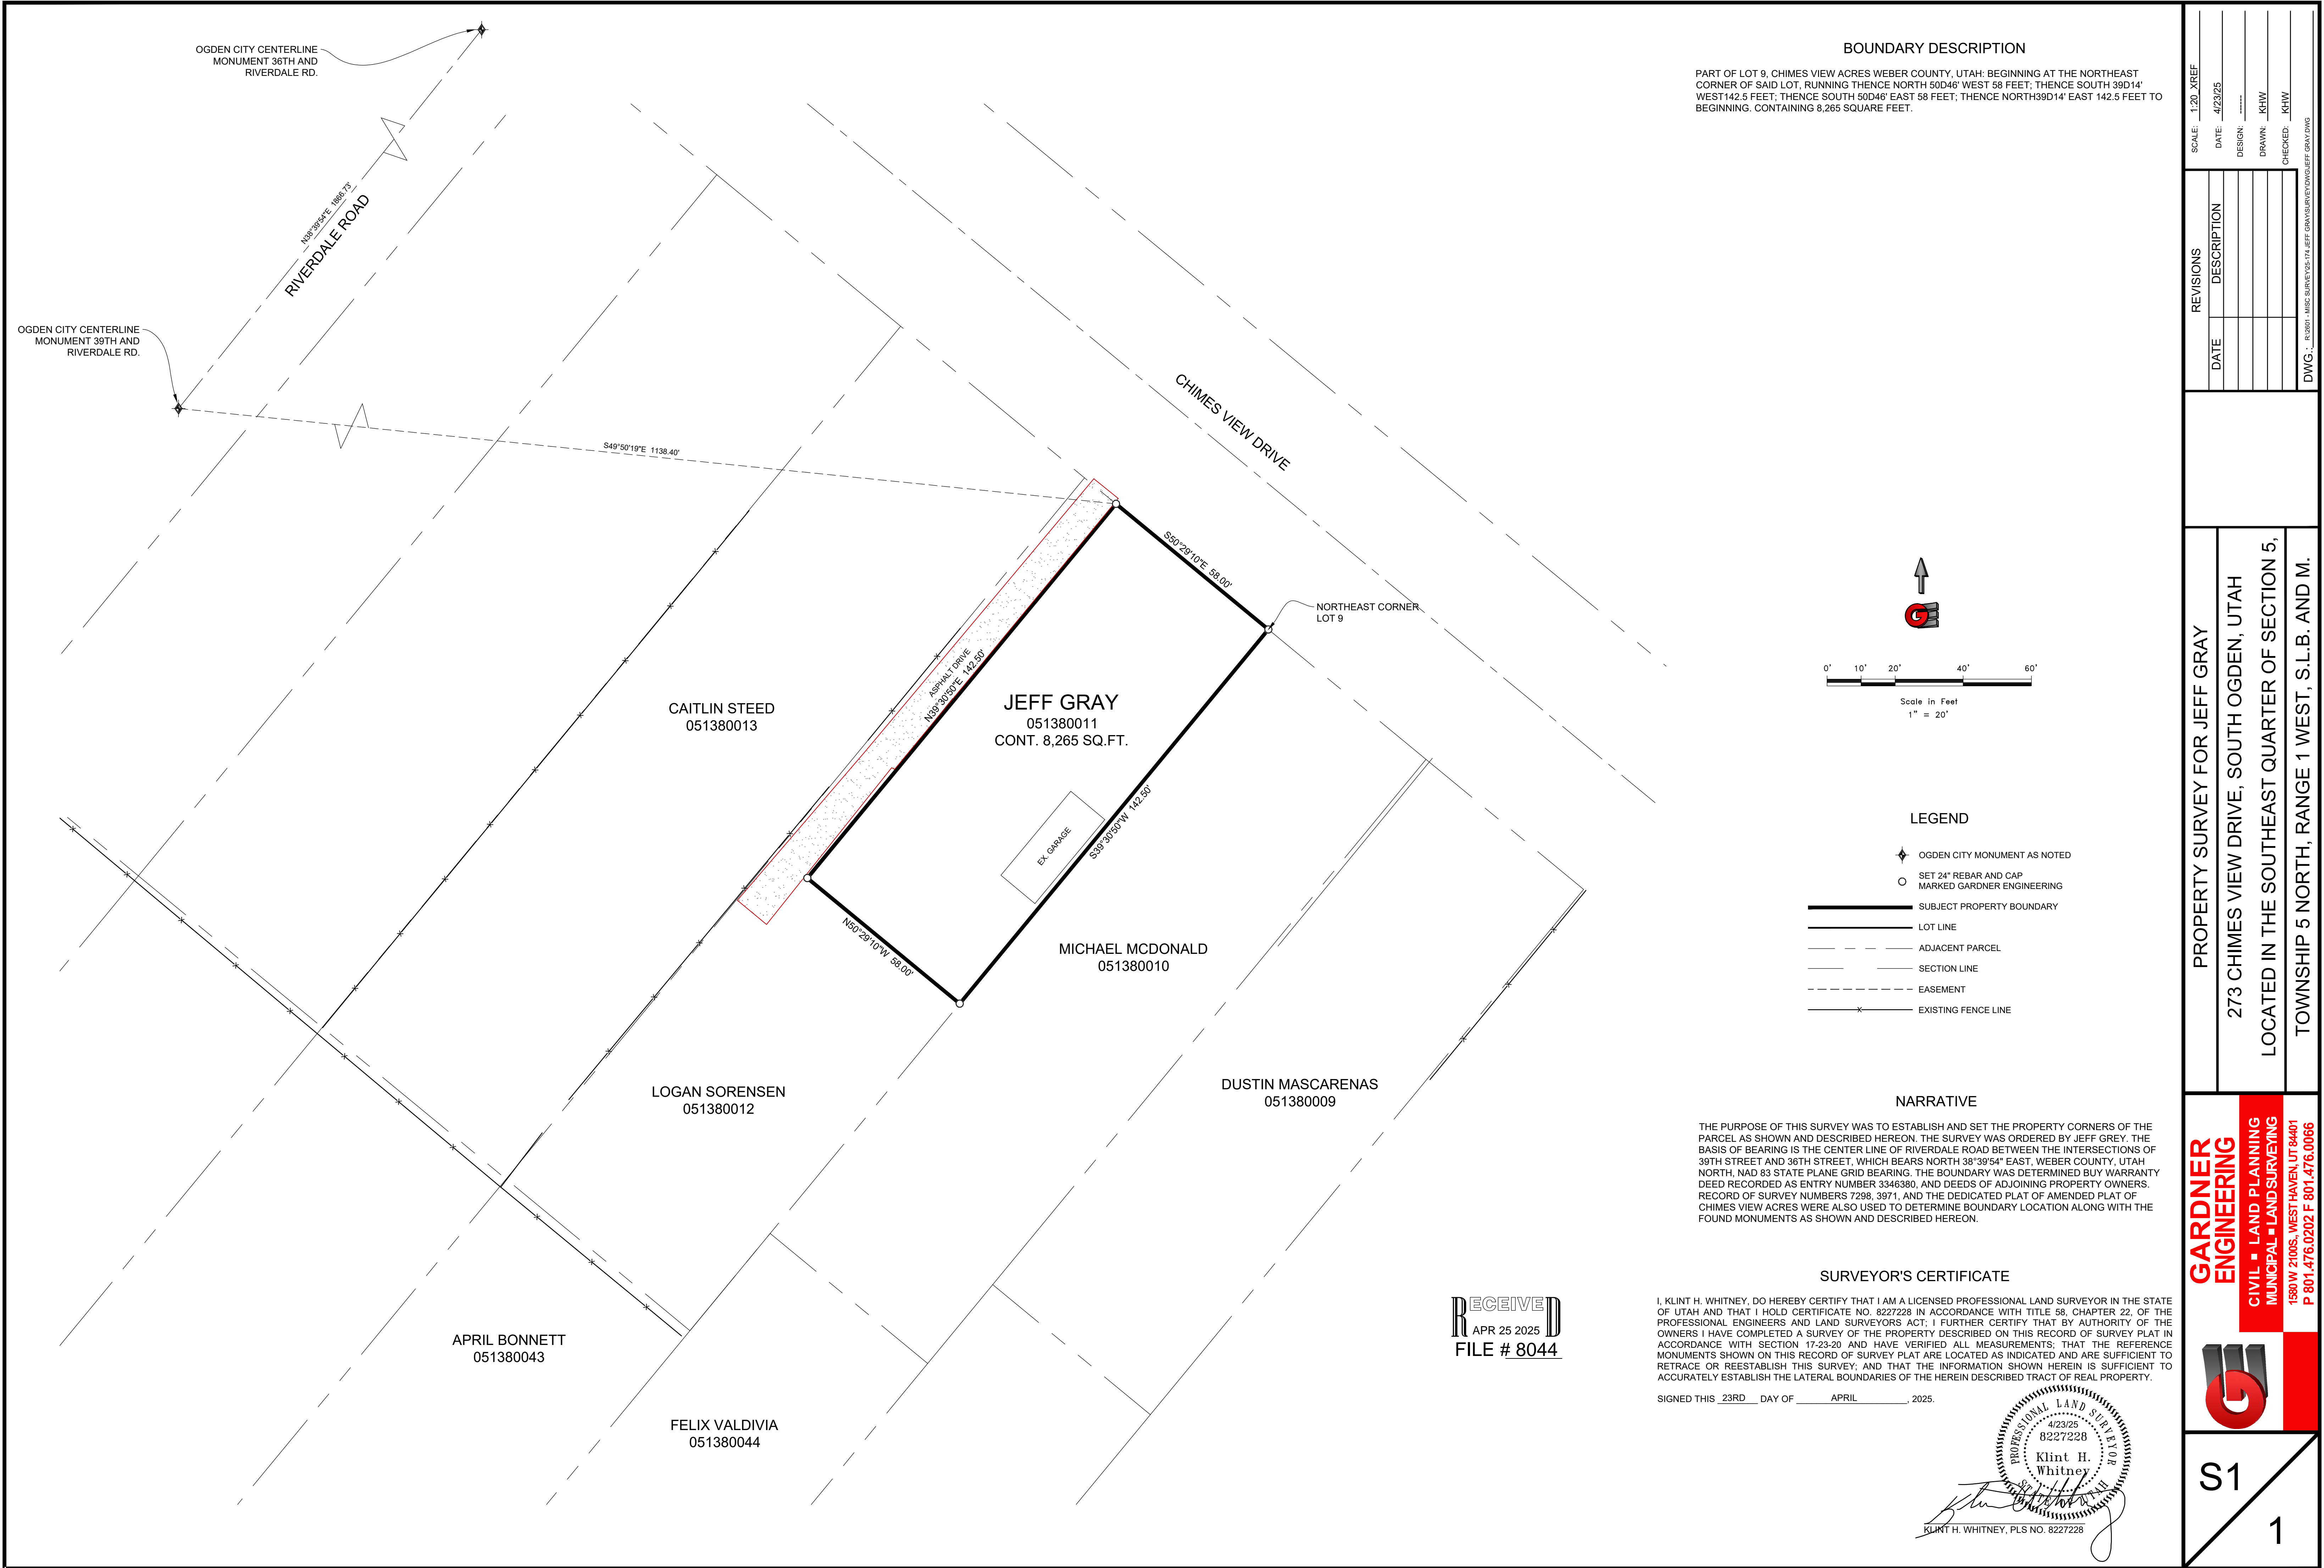 OGDEN CITY CENTERLINE
MONUMENT 36TH AND
RIVERDALE RD.
N38°39'54"E 1866.73'
RIVERDALE ROAD
OGDEN CITY CENTERLINE
MONUMENT 39TH AND
RIVERDALE RD.
S49°50'19"E 1138.40'
CHIMES VIEW DRIVE
S50°29'10"E 58.00'
NORTHEAST CORNER
LOT 9
ASPHALT DRIVE
N39°30'50"E 142.50'
JEFF GRAY
051380011
CONT. 8,265 SQ.FT.
CAITLIN STEED
051380013
EX. GARAGE
S39°30'50"W 142.50'
N50°29'10"W 58.00'
MICHAEL MCDONALD
051380010
LOGAN SORENSEN
051380012
DUSTIN MASCARENAS
051380009
APRIL BONNETT
051380043
FELIX VALDIVIA
051380044
BOUNDARY DESCRIPTION
PART OF LOT 9, CHIMES VIEW ACRES WEBER COUNTY, UTAH: BEGINNING AT THE NORTHEAST
CORNER OF SAID LOT, RUNNING THENCE NORTH 50D46' WEST 58 FEET; THENCE SOUTH 39D14'
WEST142.5 FEET; THENCE SOUTH 50D46' EAST 58 FEET; THENCE NORTH39D14' EAST 142.5 FEET TO
BEGINNING. CONTAINING 8,265 SQUARE FEET.
0' 10' 20' 40' 60'
Scale in Feet
1" = 20'
LEGEND
OGDEN CITY MONUMENT AS NOTED
SET 24" REBAR AND CAP
MARKED GARDNER ENGINEERING
SUBJECT PROPERTY BOUNDARY
LOT LINE
ADJACENT PARCEL
SECTION LINE
EASEMENT
EXISTING FENCE LINE
NARRATIVE
THE PURPOSE OF THIS SURVEY WAS TO ESTABLISH AND SET THE PROPERTY CORNERS OF THE
PARCEL AS SHOWN AND DESCRIBED HEREON. THE SURVEY WAS ORDERED BY JEFF GREY. THE
BASIS OF BEARING IS THE CENTER LINE OF RIVERDALE ROAD BETWEEN THE INTERSECTIONS OF
39TH STREET AND 36TH STREET, WHICH BEARS NORTH 38°39'54" EAST, WEBER COUNTY, UTAH
NORTH, NAD 83 STATE PLANE GRID BEARING. THE BOUNDARY WAS DETERMINED BUY WARRANTY
DEED RECORDED AS ENTRY NUMBER 3346380, AND DEEDS OF ADJOINING PROPERTY OWNERS.
RECORD OF SURVEY NUMBERS 7298, 3971, AND THE DEDICATED PLAT OF AMENDED PLAT OF
CHIMES VIEW ACRES WERE ALSO USED TO DETERMINE BOUNDARY LOCATION ALONG WITH THE
FOUND MONUMENTS AS SHOWN AND DESCRIBED HEREON.
SURVEYOR'S CERTIFICATE
I, KLINT H. WHITNEY, DO HEREBY CERTIFY THAT I AM A LICENSED PROFESSIONAL LAND SURVEYOR IN THE STATE
OF UTAH AND THAT I HOLD CERTIFICATE NO. 8227228 IN ACCORDANCE WITH TITLE 58, CHAPTER 22, OF THE
PROFESSIONAL ENGINEERS AND LAND SURVEYORS ACT; I FURTHER CERTIFY THAT BY AUTHORITY OF THE
OWNERS I HAVE COMPLETED A SURVEY OF THE PROPERTY DESCRIBED ON THIS RECORD OF SURVEY PLAT IN
ACCORDANCE WITH SECTION 17-23-20 AND HAVE VERIFIED ALL MEASUREMENTS; THAT THE REFERENCE
MONUMENTS SHOWN ON THIS RECORD OF SURVEY PLAT ARE LOCATED AS INDICATED AND ARE SUFFICIENT TO
RETRACE OR REESTABLISH THIS SURVEY; AND THAT THE INFORMATION SHOWN HEREIN IS SUFFICIENT TO
ACCURATELY ESTABLISH THE LATERAL BOUNDARIES OF THE HEREIN DESCRIBED TRACT OF REAL PROPERTY.
SIGNED THIS 23RD DAY OF APRIL, 2025.
PROFESSIONAL LAND SURVEYOR
4/23/25
8227228
Klint H.
Whitney
STATE OF UTAH
KLINT H. WHITNEY, PLS NO. 8227228
RECEIVED
APR 25 2025
FILE # 8044
SCALE: 1:20_XREF
DATE: 4/23/25
DESIGN: -----
DRAWN: KHW
CHECKED: KHW
REVISIONS
DATE DESCRIPTION
DWG.: R:\2601 - MISC SURVEY\25-174 JEFF GRAY\SURVEY\DWG\JEFF GRAY.DWG
PROPERTY SURVEY FOR JEFF GRAY
273 CHIMES VIEW DRIVE, SOUTH OGDEN, UTAH
LOCATED IN THE SOUTHEAST QUARTER OF SECTION 5,
TOWNSHIP 5 NORTH, RANGE 1 WEST, S.L.B. AND M.
GARDNER
ENGINEERING
CIVIL ▪ LAND PLANNING
MUNICIPAL ▪ LAND SURVEYING
1580 W 2100S., WEST HAVEN, UT 84401
P 801.476.0202 F 801.476.0066
S1
1